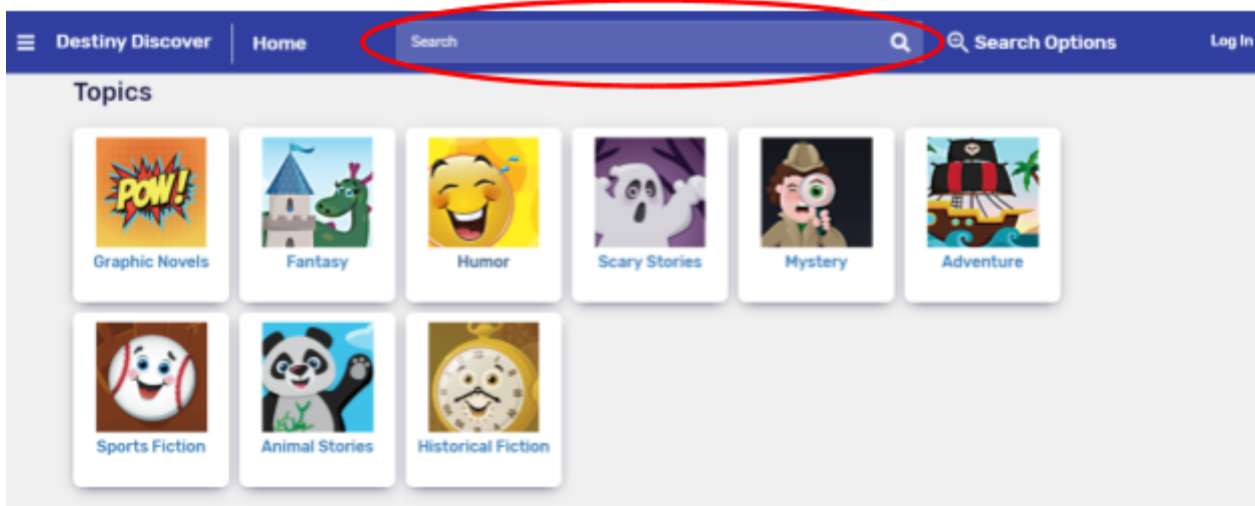 Destiny Discover Home Search Search Options Log In
Topics
POW!
Graphic Novels Fantasy Humor Scary Stories Mystery Adventure
Sports Fiction Animal Stories Historical Fiction